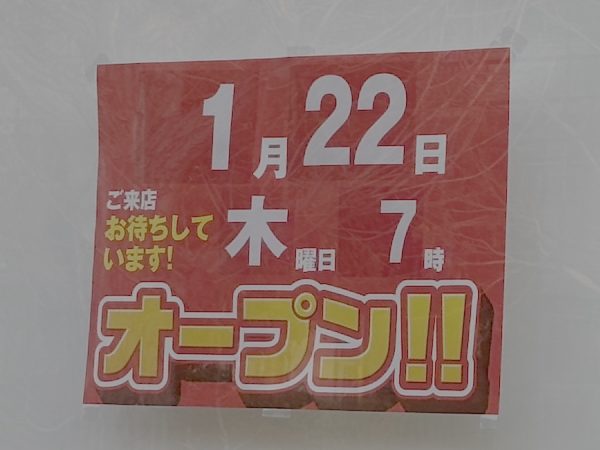 1月22日
ご来店
お待ちして
います!
木曜日 7時
オープン!!